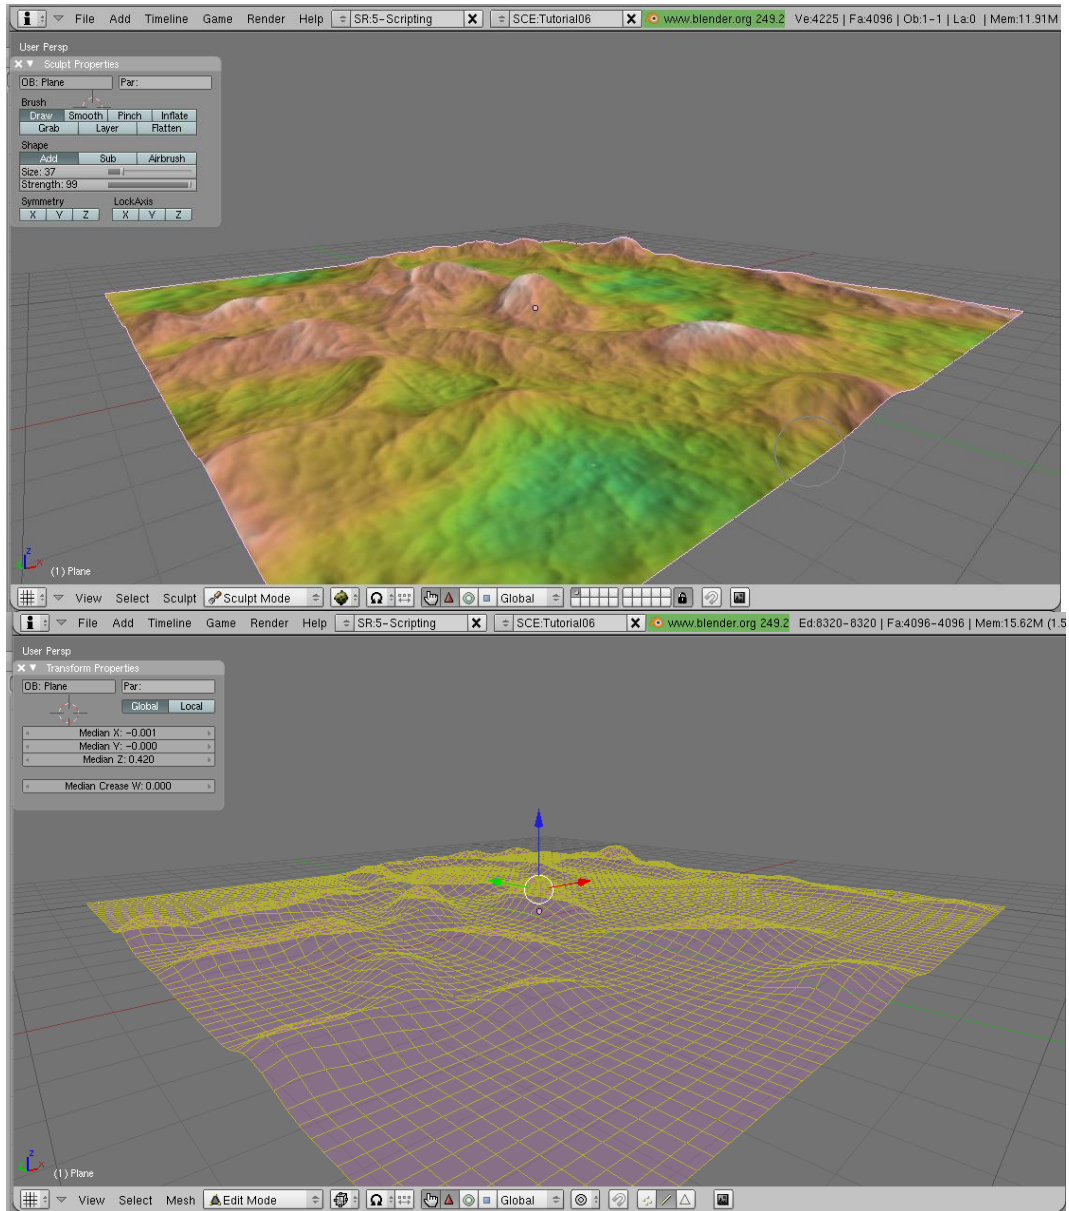 File Add Timeline Game Render Help SR:5-Scripting SCE:Tutorial06 www.blender.org 249.2 Ve:4225 | Fa:4096 | Ob:1-1 | La:0 | Mem:11.91M
User Persp
Sculpt Properties
OB: Plane Par:
Brush
Draw Smooth Pinch Inflate
Grab Layer Flatten
Shape
Add Sub Airbrush
Size: 37
Strength: 99
Symmetry LockAxis
X Y Z X Y Z
z
x
(1) Plane
View Select Sculpt Sculpt Mode Global
File Add Timeline Game Render Help SR:5-Scripting SCE:Tutorial06 www.blender.org 249.2 Ed:8320-8320 | Fa:4096-4096 | Mem:15.62M (1.5
User Persp
Transform Properties
OB: Plane Par:
Global Local
Median X: -0.001
Median Y: -0.000
Median Z: 0.420
Median Crease W: 0.000
z
x
(1) Plane
View Select Mesh Edit Mode Global